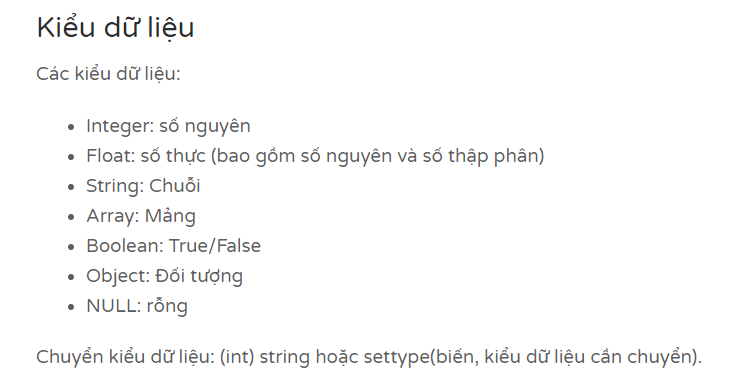 Kiểu dữ liệu
Các kiểu dữ liệu:
• Integer: số nguyên
• Float: số thực (bao gồm số nguyên và số thập phân)
• String: Chuỗi
• Array: Mảng
• Boolean: True/False
• Object: Đối tượng
• NULL: rỗng
Chuyển kiểu dữ liệu: (int) string hoặc settype(biến, kiểu dữ liệu cần chuyển).